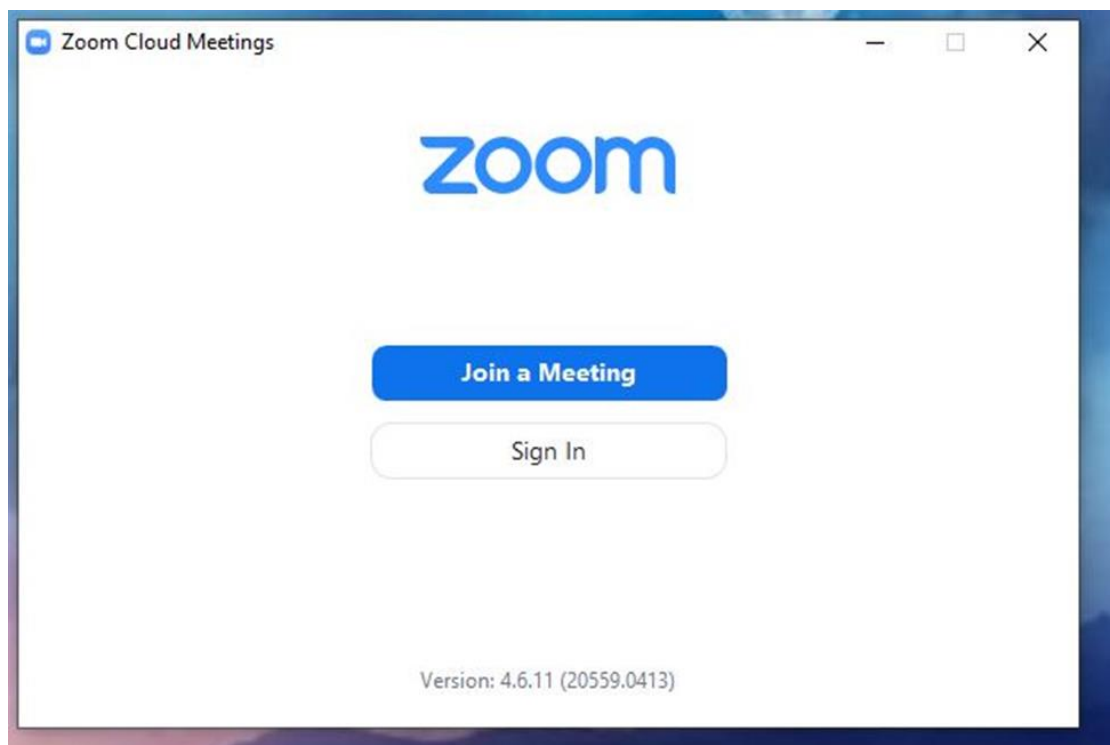 Zoom Cloud Meetings
zoom
Join a Meeting
Sign In
Version: 4.6.11 (20559.0413)